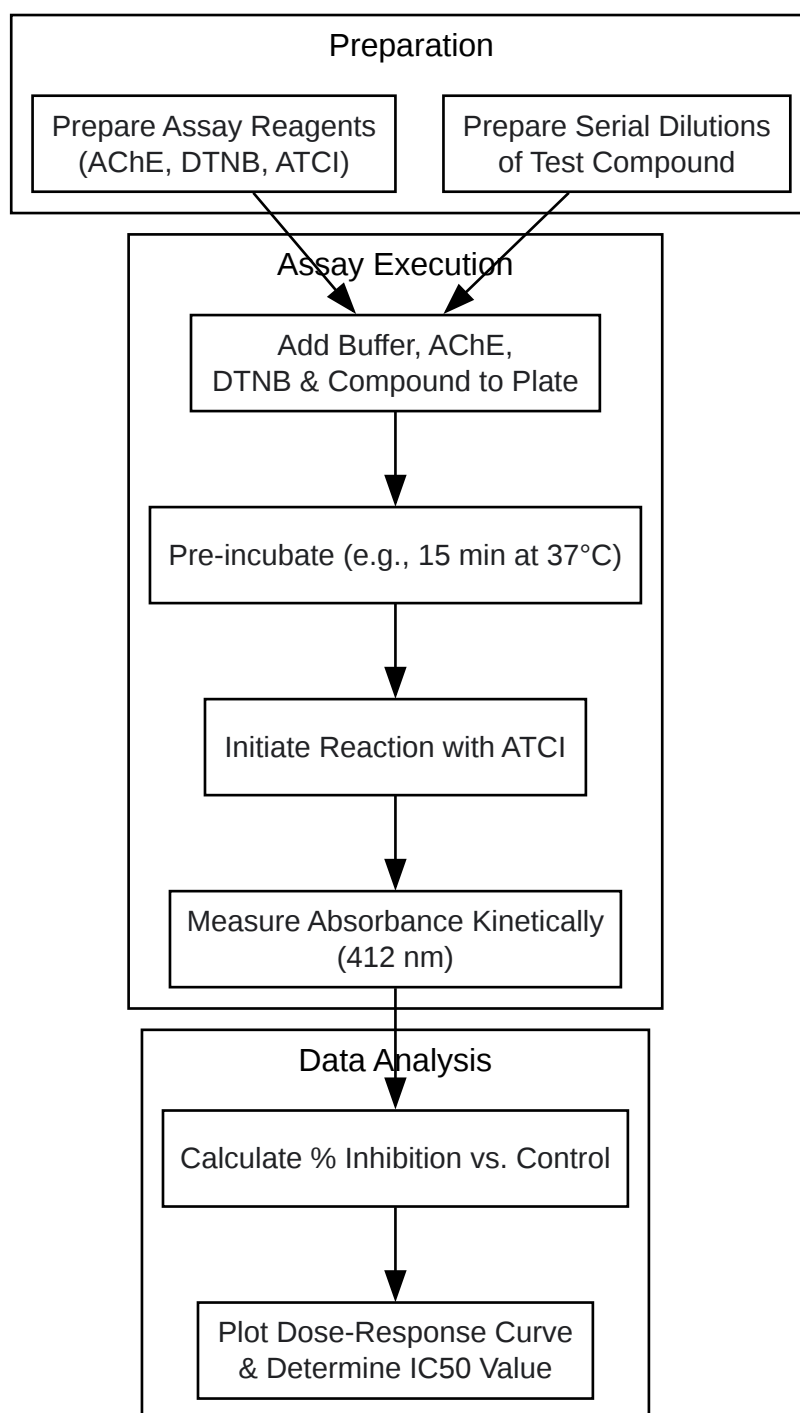 Preparation
Prepare Assay Reagents
(AChE, DTNB, ATCI)
Prepare Serial Dilutions
of Test Compound
Assay Execution
Add Buffer, AChE,
DTNB & Compound to Plate
Pre-incubate (e.g., 15 min at 37°C)
Initiate Reaction with ATCI
Measure Absorbance Kinetically
(412 nm)
Data Analysis
Calculate % Inhibition vs. Control
Plot Dose-Response Curve
& Determine IC50 Value